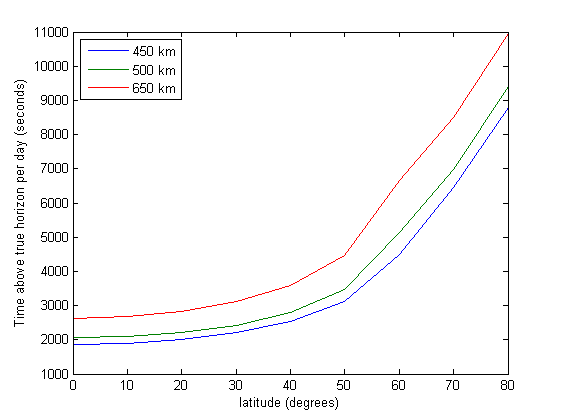 11000
10000
9000
8000
7000
6000
5000
4000
3000
2000
1000
450 km
500 km
650 km
Time above true horizon per day (seconds)
0 10 20 30 40 50 60 70 80
latitude (degrees)